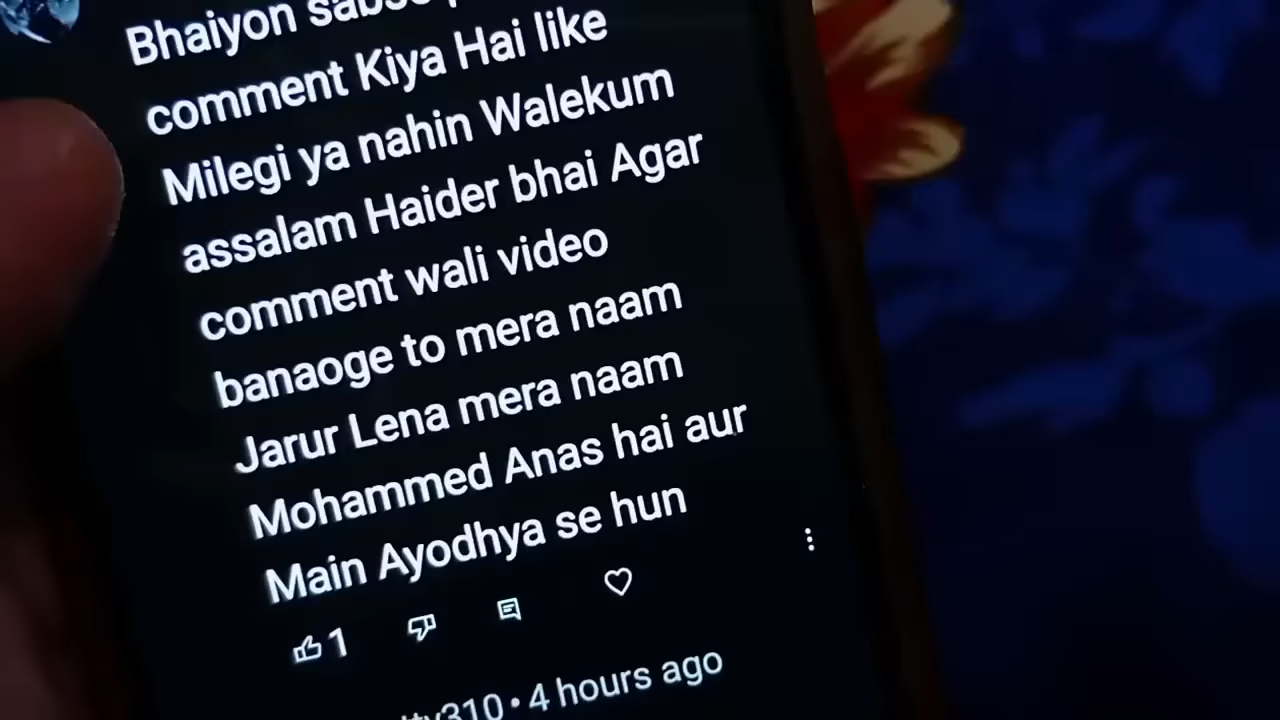 Bhaiyon
comment Kiya Hai like
Milegi ya nahin Walekum
assalam Haider bhai Agar
comment wali video
banaoge to mera naam
Jarur Lena mera naam
Mohammed Anas hai aur
Main Ayodhya se hun
1
• 4 hours ago